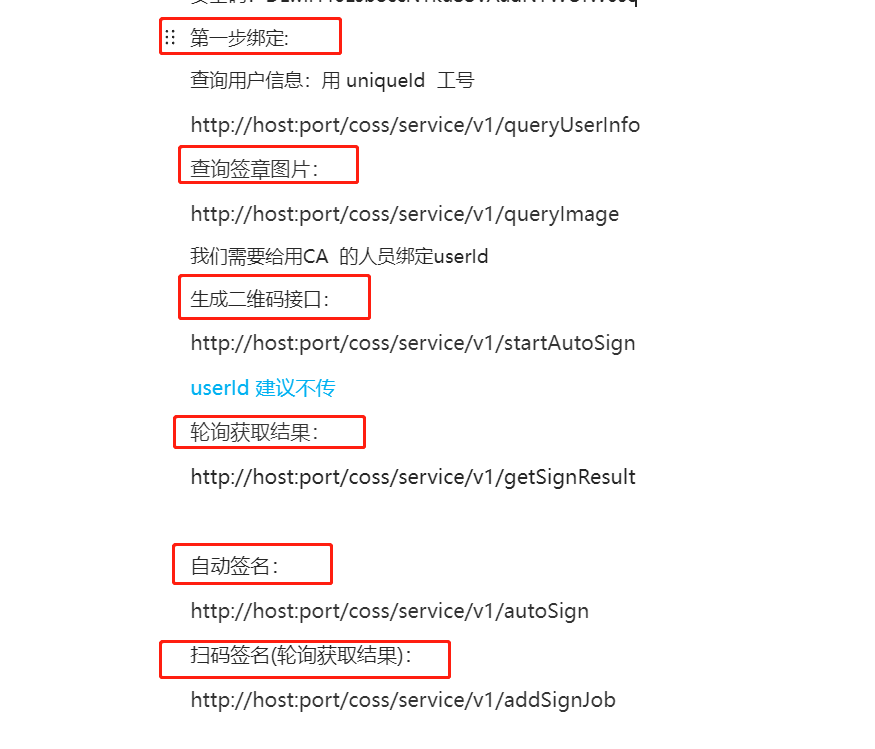 第一步绑定:
查询用户信息：用 uniqueId 工号
http://host:port/coss/service/v1/queryUserInfo
查询签章图片：
http://host:port/coss/service/v1/queryImage
我们需要给用CA 的人员绑定userId
生成二维码接口：
http://host:port/coss/service/v1/startAutoSign
userId 建议不传
轮询获取结果：
http://host:port/coss/service/v1/getSignResult
自动签名：
http://host:port/coss/service/v1/autoSign
扫码签名(轮询获取结果)：
http://host:port/coss/service/v1/addSignJob